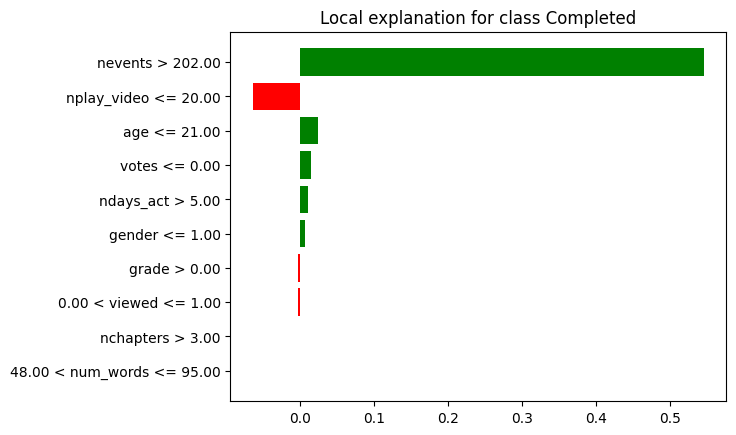 Local explanation for class Completed
nevents > 202.00
nplay_video <= 20.00
age <= 21.00
votes <= 0.00
ndays_act > 5.00
gender <= 1.00
grade > 0.00
0.00 < viewed <= 1.00
nchapters > 3.00
48.00 < num_words <= 95.00
0.0 0.1 0.2 0.3 0.4 0.5